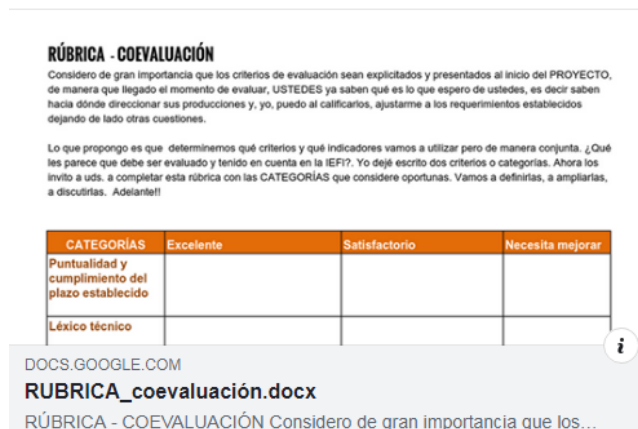 RÚBRICA - COEVALUACIÓN
Considero de gran importancia que los criterios de evaluación sean explicitados y presentados al inicio del PROYECTO,
de manera que llegado el momento de evaluar, USTEDES ya saben qué es lo que espero de ustedes, es decir saben
hacia dónde direccionar sus producciones y, yo, puedo al calificarlos, ajustarme a los requerimientos establecidos
dejando de lado otras cuestiones.
Lo que propongo es que determinemos qué criterios y qué indicadores vamos a utilizar pero de manera conjunta. ¿Qué
les parece que debe ser evaluado y tenido en cuenta en la IEFI?. Yo dejé escrito dos criterios o categorías. Ahora los
invito a uds. a completar esta rúbrica con las CATEGORÍAS que considere oportunas. Vamos a definirlas, a ampliarlas,
a discutirlas. Adelante!!
CATEGORÍAS Excelente Satisfactorio Necesita mejorar
Puntualidad y
cumplimiento del
plazo establecido
Léxico técnico
i
DOCS.GOOGLE.COM
RUBRICA_coevaluación.docx
RÚBRICA - COEVALUACIÓN Considero de gran importancia que los...